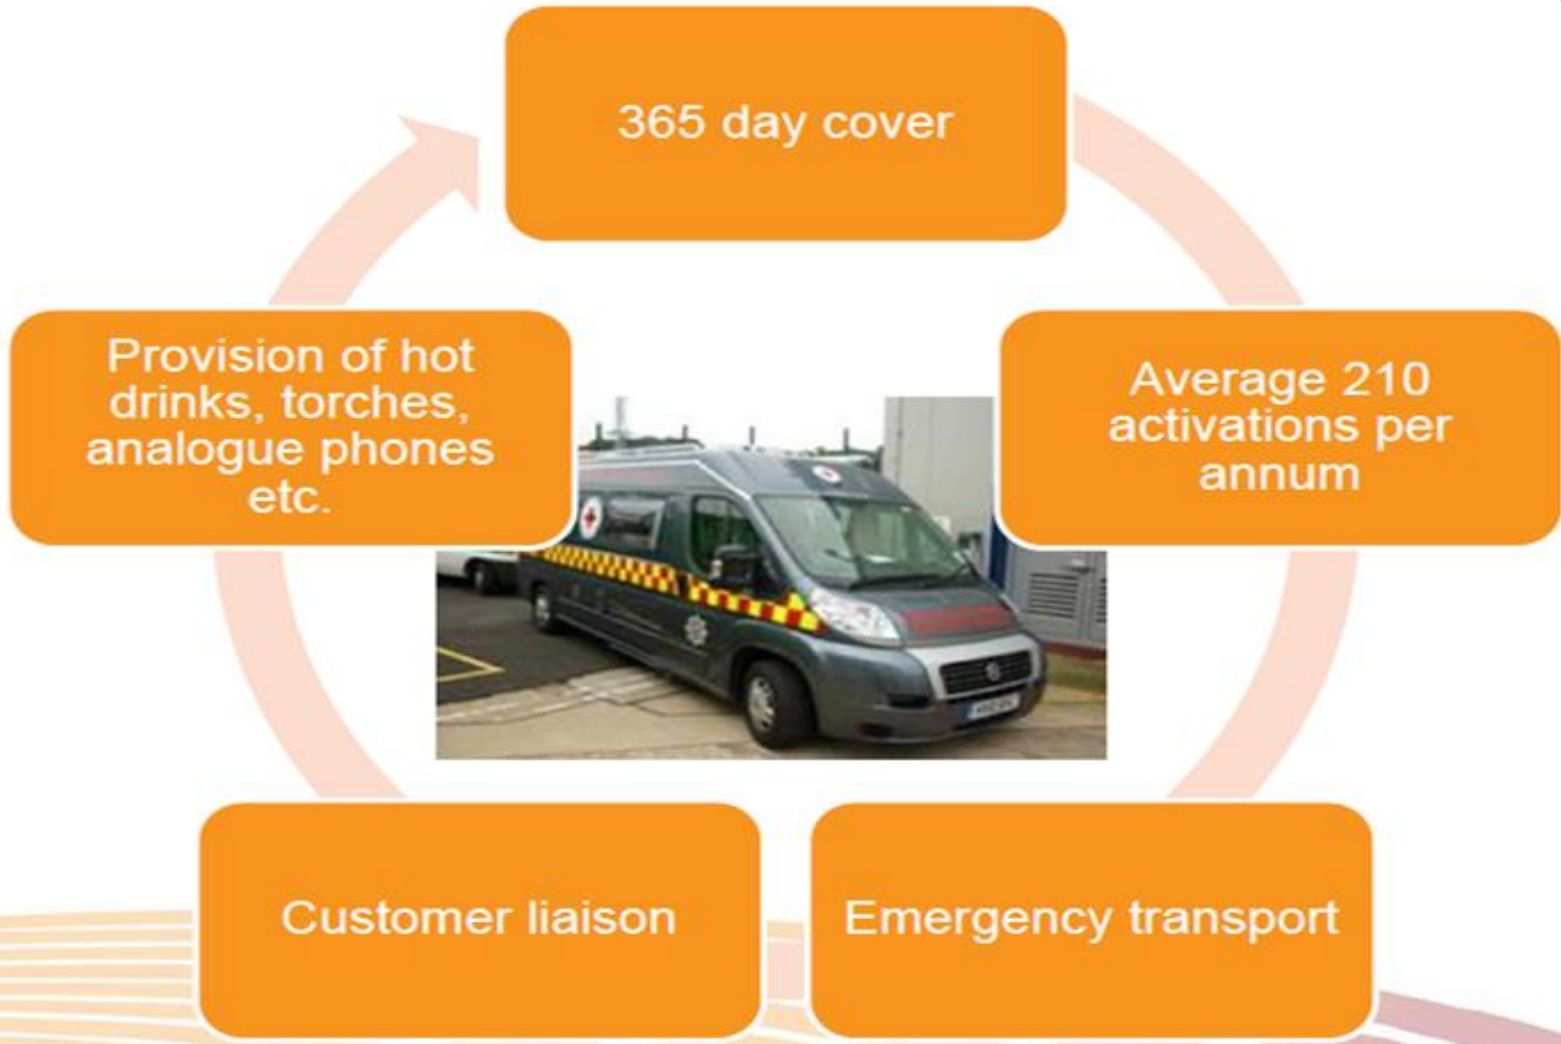 365 day cover
Average 210
activations per
annum
Emergency transport
Customer liaison
Provision of hot
drinks, torches,
analogue phones
etc.